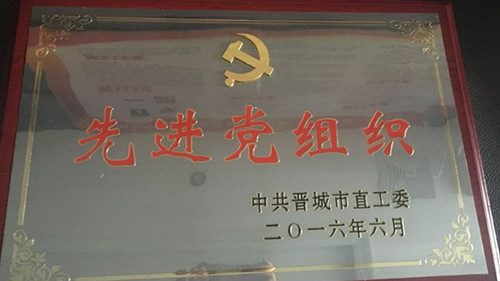 先进党组织
中共晋城市直工委
二〇一六年六月